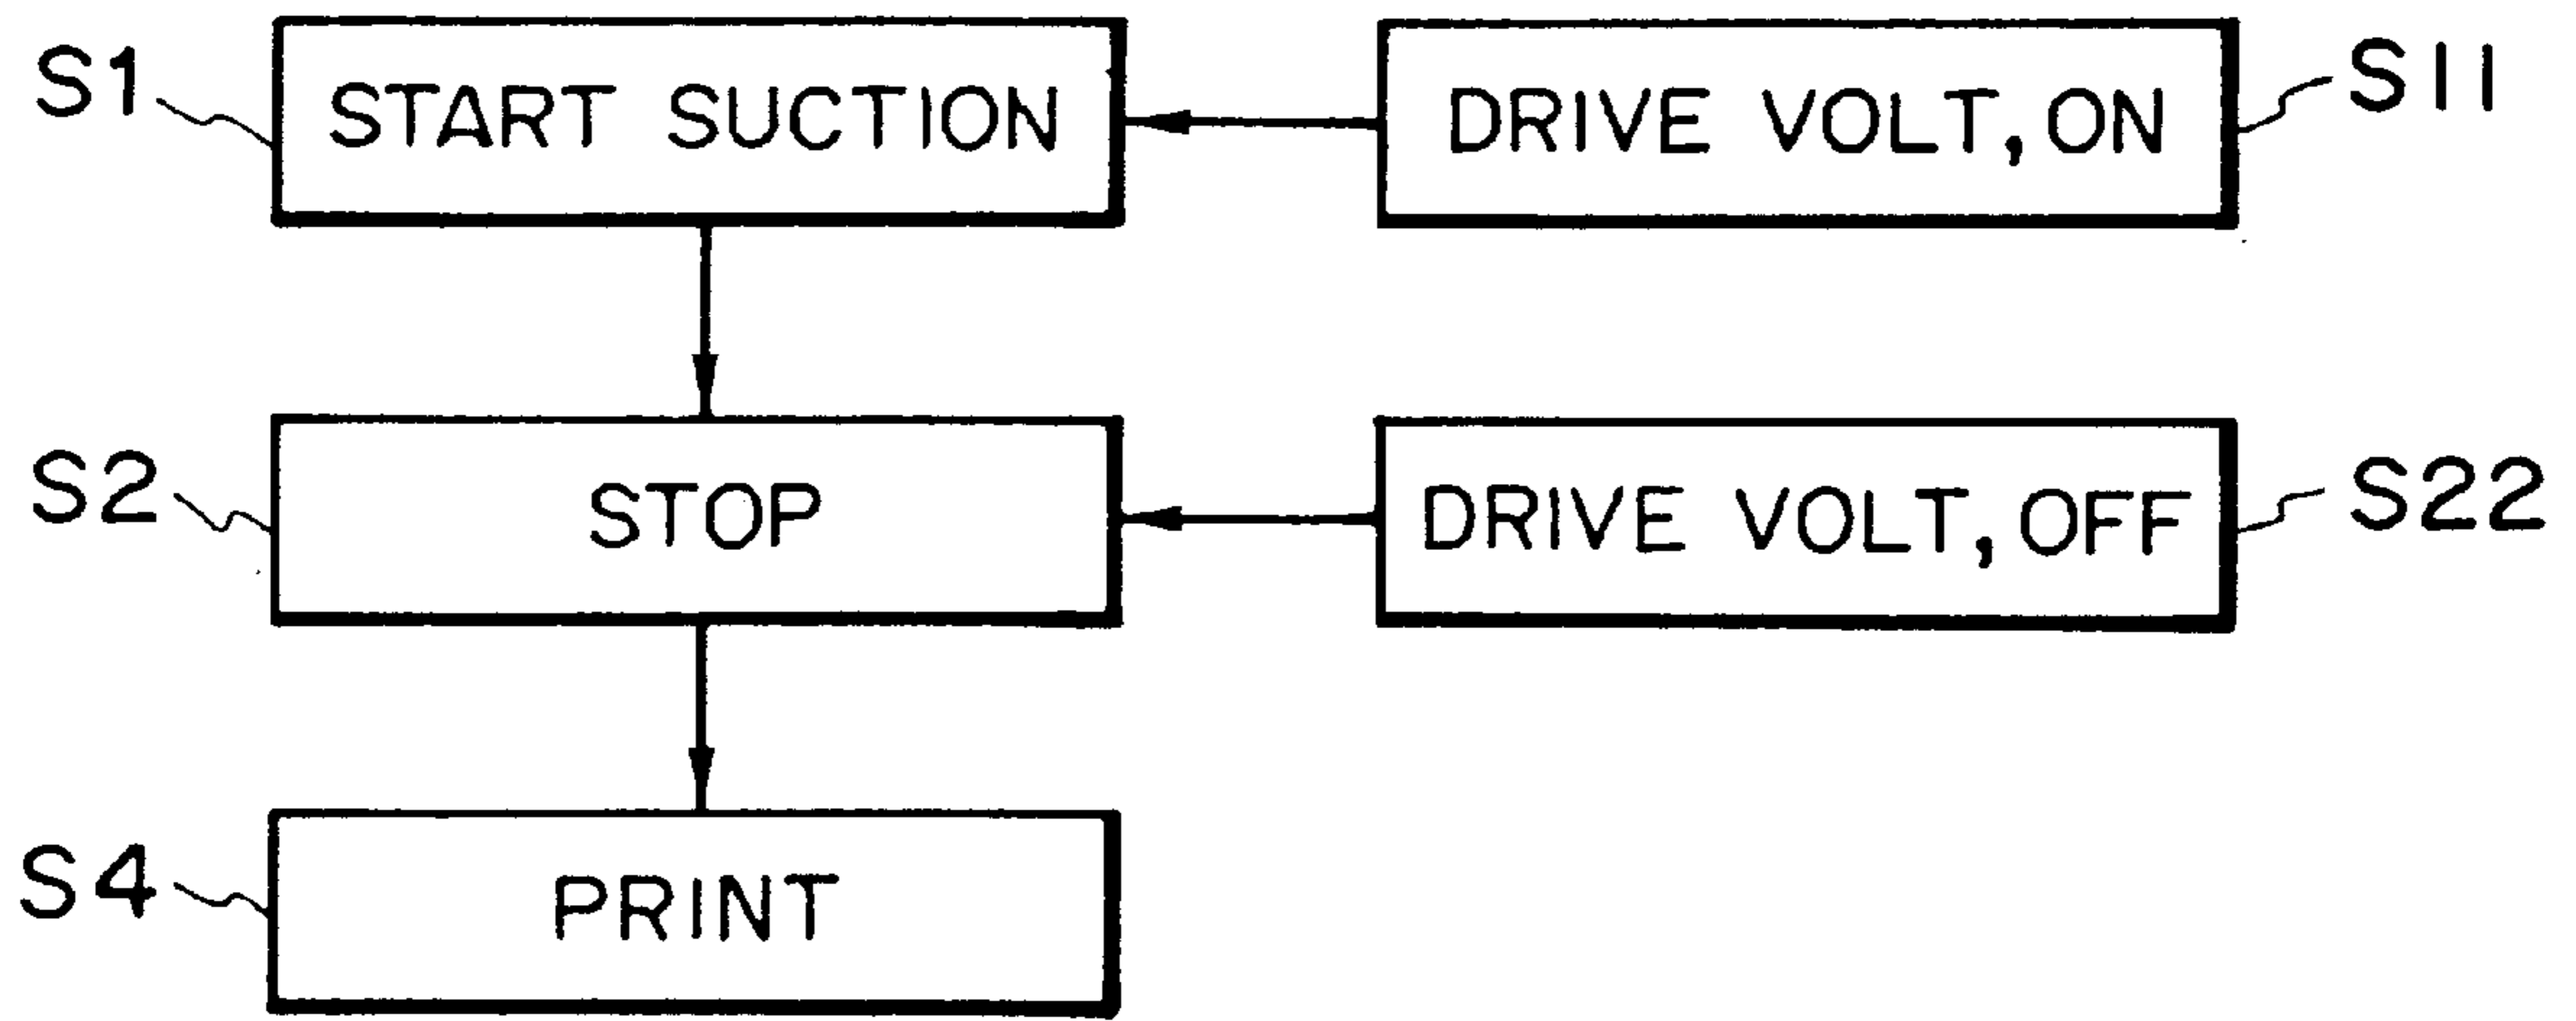 S1 START SUCTION DRIVE VOLT, ON S11
S2 STOP DRIVE VOLT, OFF S22
S4 PRINT